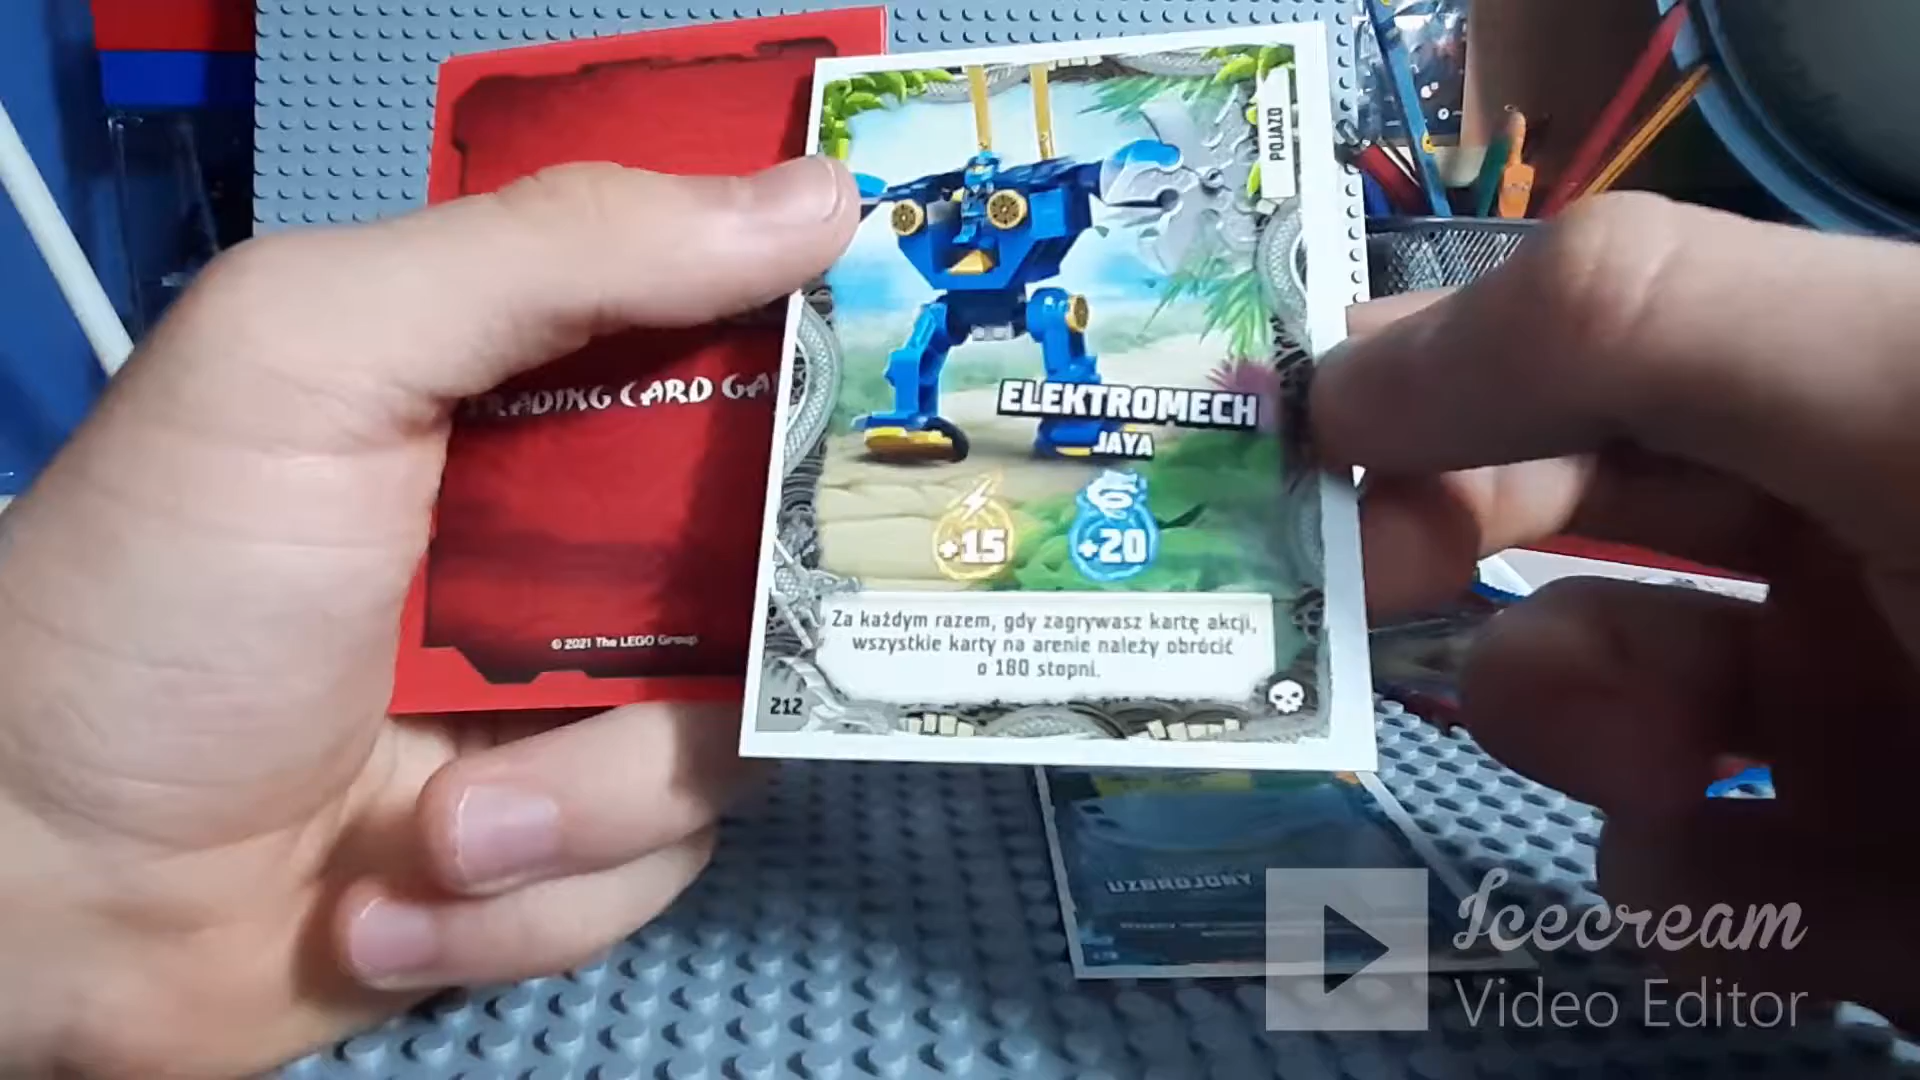 POJAZD
TRADING CARD GA
ELEKTROMECH
JAYA
+15
+20
Za każdym razem, gdy zagrywasz kartę akcji,
wszystkie karty na arenie należy obrócić
o 180 stopni.
212
© 2021 The LEGO Group
UZBROJONY
Icecream
Video Editor